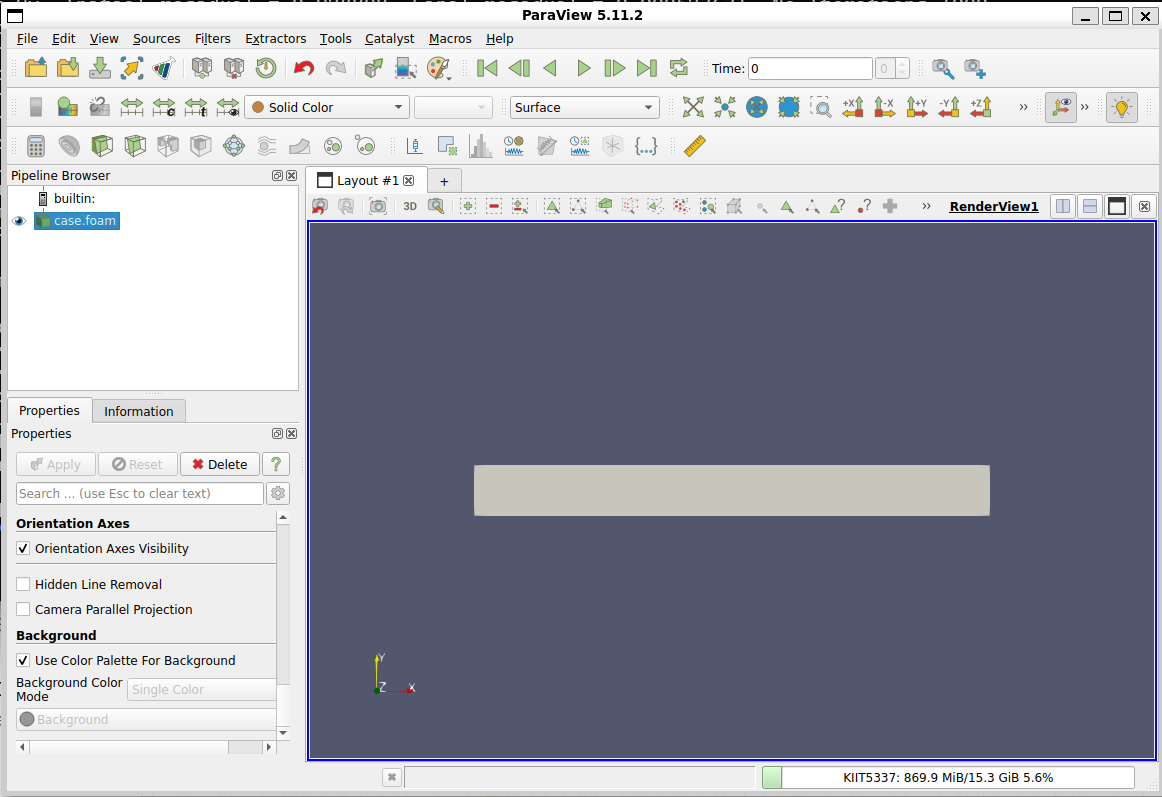 ParaView 5.11.2
File Edit View Sources Filters Extractors Tools Catalyst Macros Help
Time: 0 0
Solid Color Surface +X -X +Y -Y +Z
Pipeline Browser
Layout #1 +
builtin:
case.foam
3D RenderView1
Properties Information
Properties
Apply Reset Delete ?
Search ... (use Esc to clear text)
Orientation Axes
Orientation Axes Visibility
Hidden Line Removal
Camera Parallel Projection
Background
Use Color Palette For Background
Background Color Mode Single Color
Background
Y
Z X
KIIT5337: 869.9 MiB/15.3 GiB 5.6%